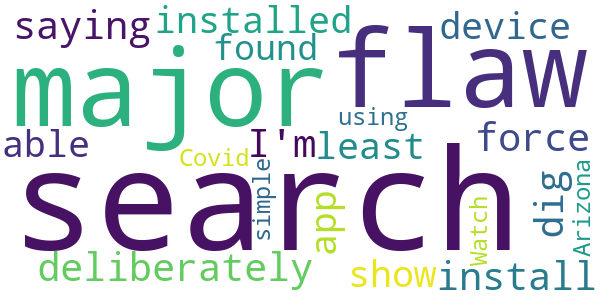 saying installed device
found
major flaw
using
able I'm least force
Covid
search
simple
app
Watch
dig
Arizona
deliberately show install